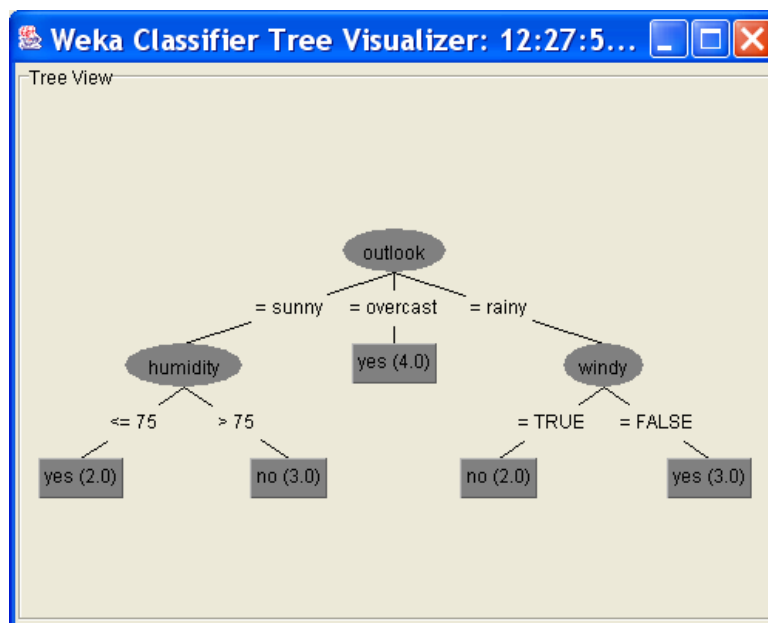 Weka Classifier Tree Visualizer: 12:27:5...
Tree View
outlook
= sunny = overcast = rainy
humidity yes (4.0) windy
<= 75 > 75 = TRUE = FALSE
yes (2.0) no (3.0) no (2.0) yes (3.0)